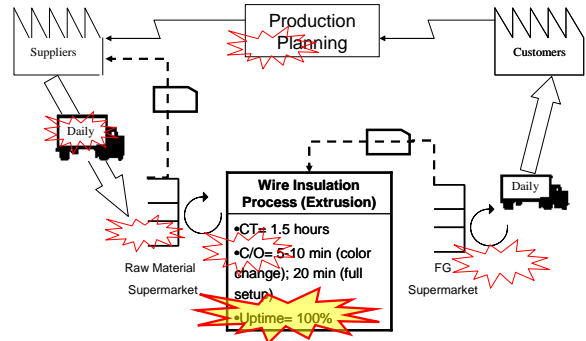 Production
Planning
Suppliers
Customers
Daily
Daily
Wire Insulation
Process (Extrusion)
•CT= 1.5 hours
•C/O= 5-10 min (color
change); 20 min (full
setup)
•Uptime= 100%
Raw Material
Supermarket
FG
Supermarket